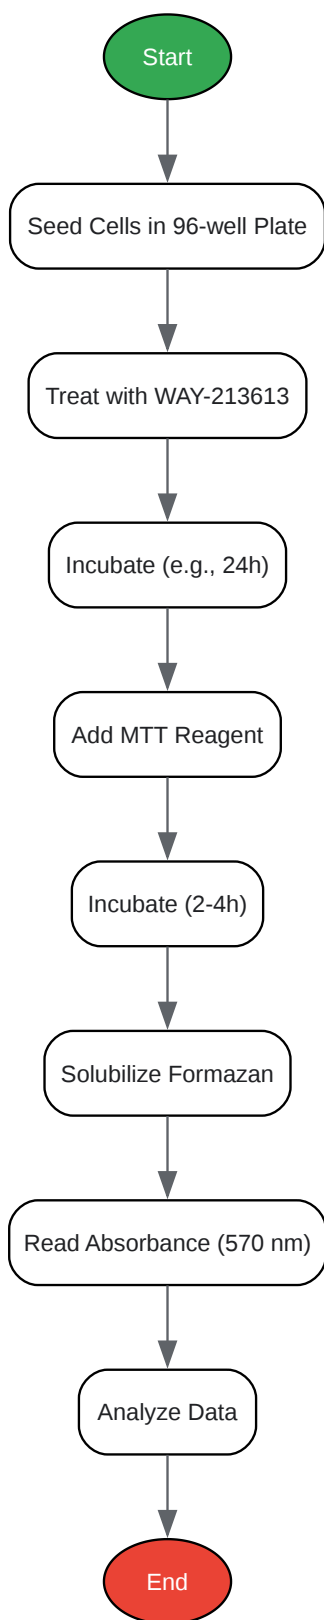 Start
Seed Cells in 96-well Plate
Treat with WAY-213613
Incubate (e.g., 24h)
Add MTT Reagent
Incubate (2-4h)
Solubilize Formazan
Read Absorbance (570 nm)
Analyze Data
End